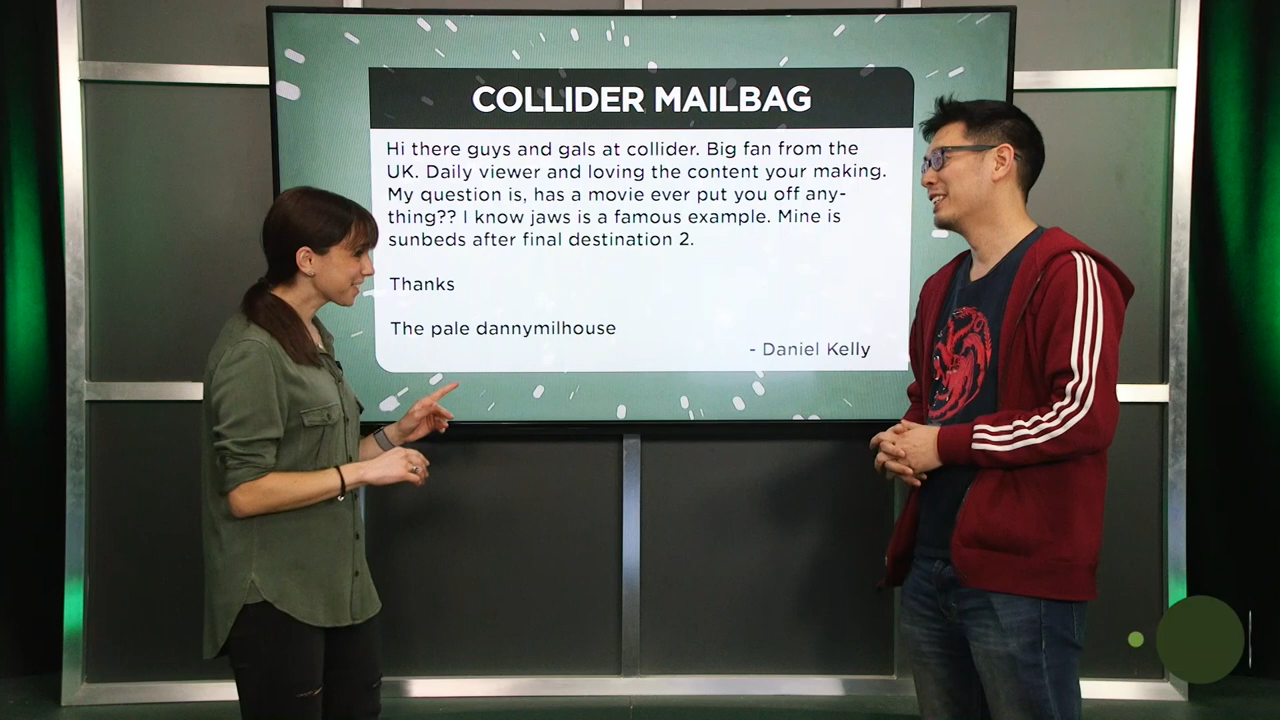 COLLIDER MAILBAG
Hi there guys and gals at collider. Big fan from the
UK. Daily viewer and loving the content your making.
My question is, has a movie ever put you off any-
thing?? I know jaws is a famous example. Mine is
sunbeds after final destination 2.
Thanks
The pale dannymilhouse
- Daniel Kelly